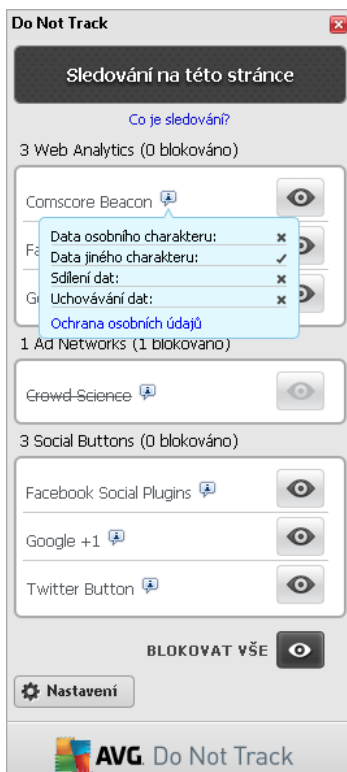 Do Not Track
Sledování na této stránce
Co je sledování?
3 Web Analytics (0 blokováno)
Comscore Beacon
Data osobního charakteru:
Data jiného charakteru:
Sdílení dat:
Uchovávání dat:
Ochrana osobních údajů
1 Ad Networks (1 blokováno)
Crowd Science
3 Social Buttons (0 blokováno)
Facebook Social Plugins
Google +1
Twitter Button
BLOKOVAT VŠE
Nastavení
AVG. Do Not Track